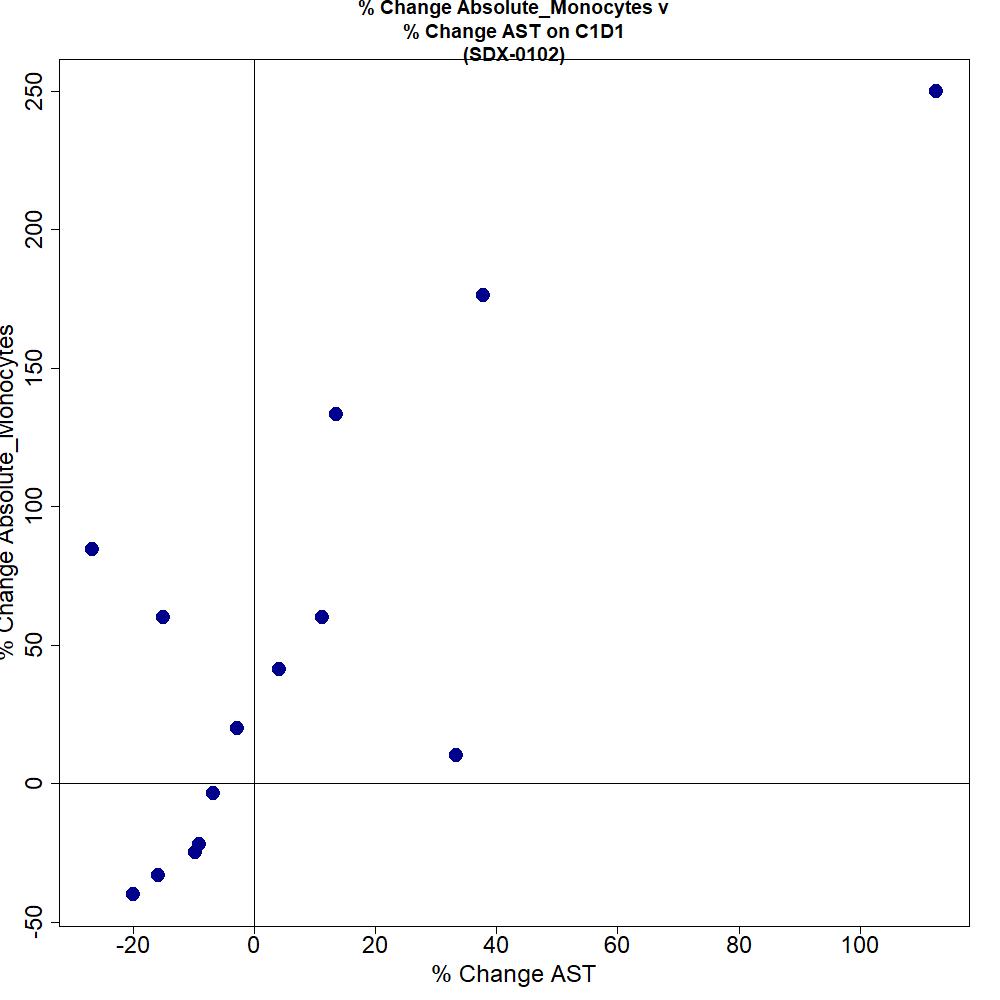 % Change Absolute_Monocytes v
% Change AST on C1D1
(SDX-0102)
% Change Absolute_Monocytes
250
200
150
100
50
0
-50
-20
0
20
40
60
80
100
% Change AST